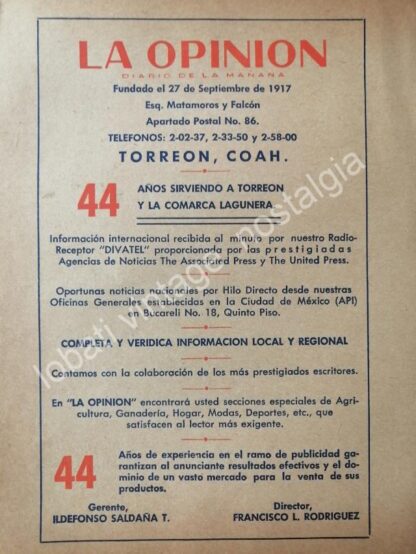 LA OPINION
DIARIO DE LA MAÑANA
Fundado el 27 de Septiembre de 1917
Esq. Matamoros y Falcón
Apartado Postal No. 86.
TELEFONOS: 2-02-37, 2-33-50 y 2-58-00
TORREON, COAH.
44 AÑOS SIRVIENDO A TORREON
Y LA COMARCA LAGUNERA
Información internacional recibida al minuto por nuestro Radio-
Receptor "DIVATEL" proporcionada por las prestigiadas
Agencias de Noticias The Associated Press y The United Press.
Oportunas noticias nacionales por Hilo Directo desde nuestras
Oficinas Generales establecidas en la Ciudad de México (API)
en Bucareli No. 18, Quinto Piso.
COMPLETA Y VERIDICA INFORMACION LOCAL Y REGIONAL
Contamos con la colaboración de los más prestigiados escritores.
En "LA OPINION" encontrará usted secciones especiales de Agri-
cultura, Ganadería, Hogar, Modas, Deportes, etc., que
satisfacen al lector más exigente.
44 Años de experiencia en el ramo de publicidad ga-
rantizan al anunciante resultados efectivos y el do-
minio de un vasto mercado para la venta de sus
productos.
Gerente,
ILDEFONSO SALDAÑA T.
Director,
FRANCISCO L. RODRIGUEZ
lobati vintage nostalgia